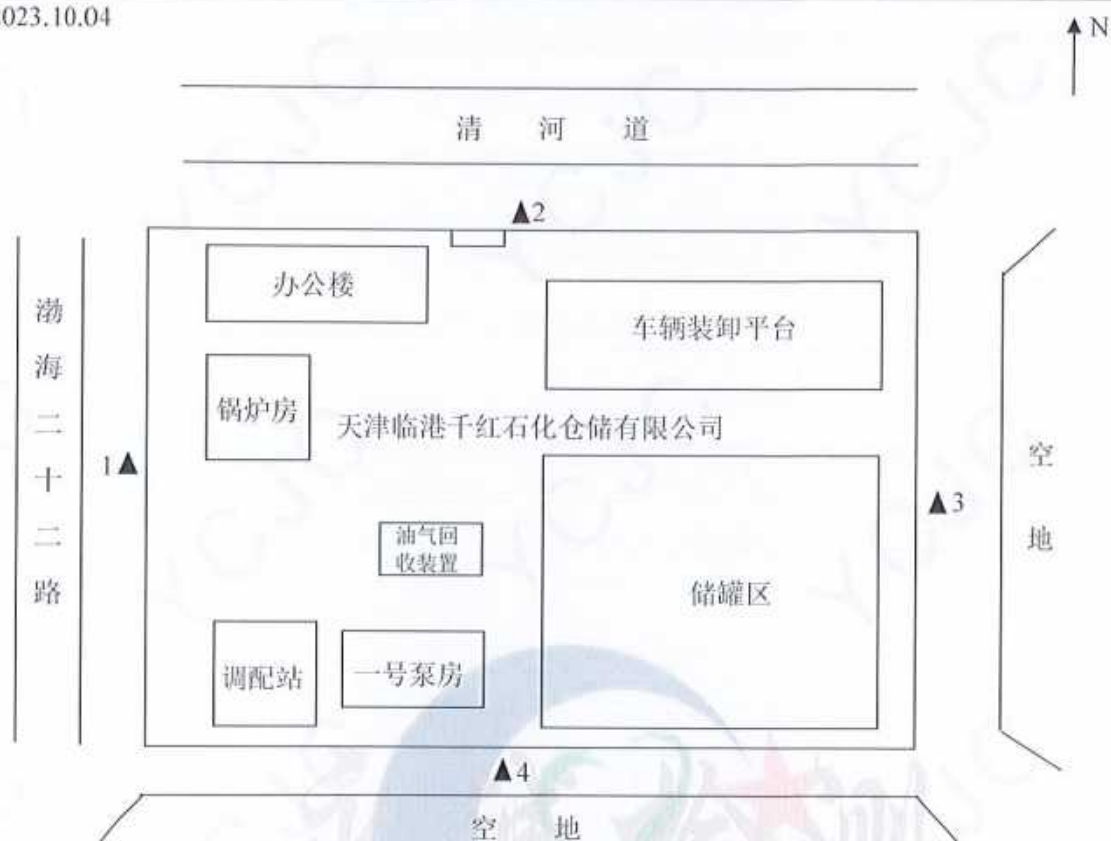 023.10.04
N
清 河 道
▲2
办公楼
车辆装卸平台
渤海二十二路
锅炉房
天津临港千红石化仓储有限公司
1▲
▲3
空地
油气回
收装置
储罐区
调配站
一号泵房
▲4
空 地
YCJC